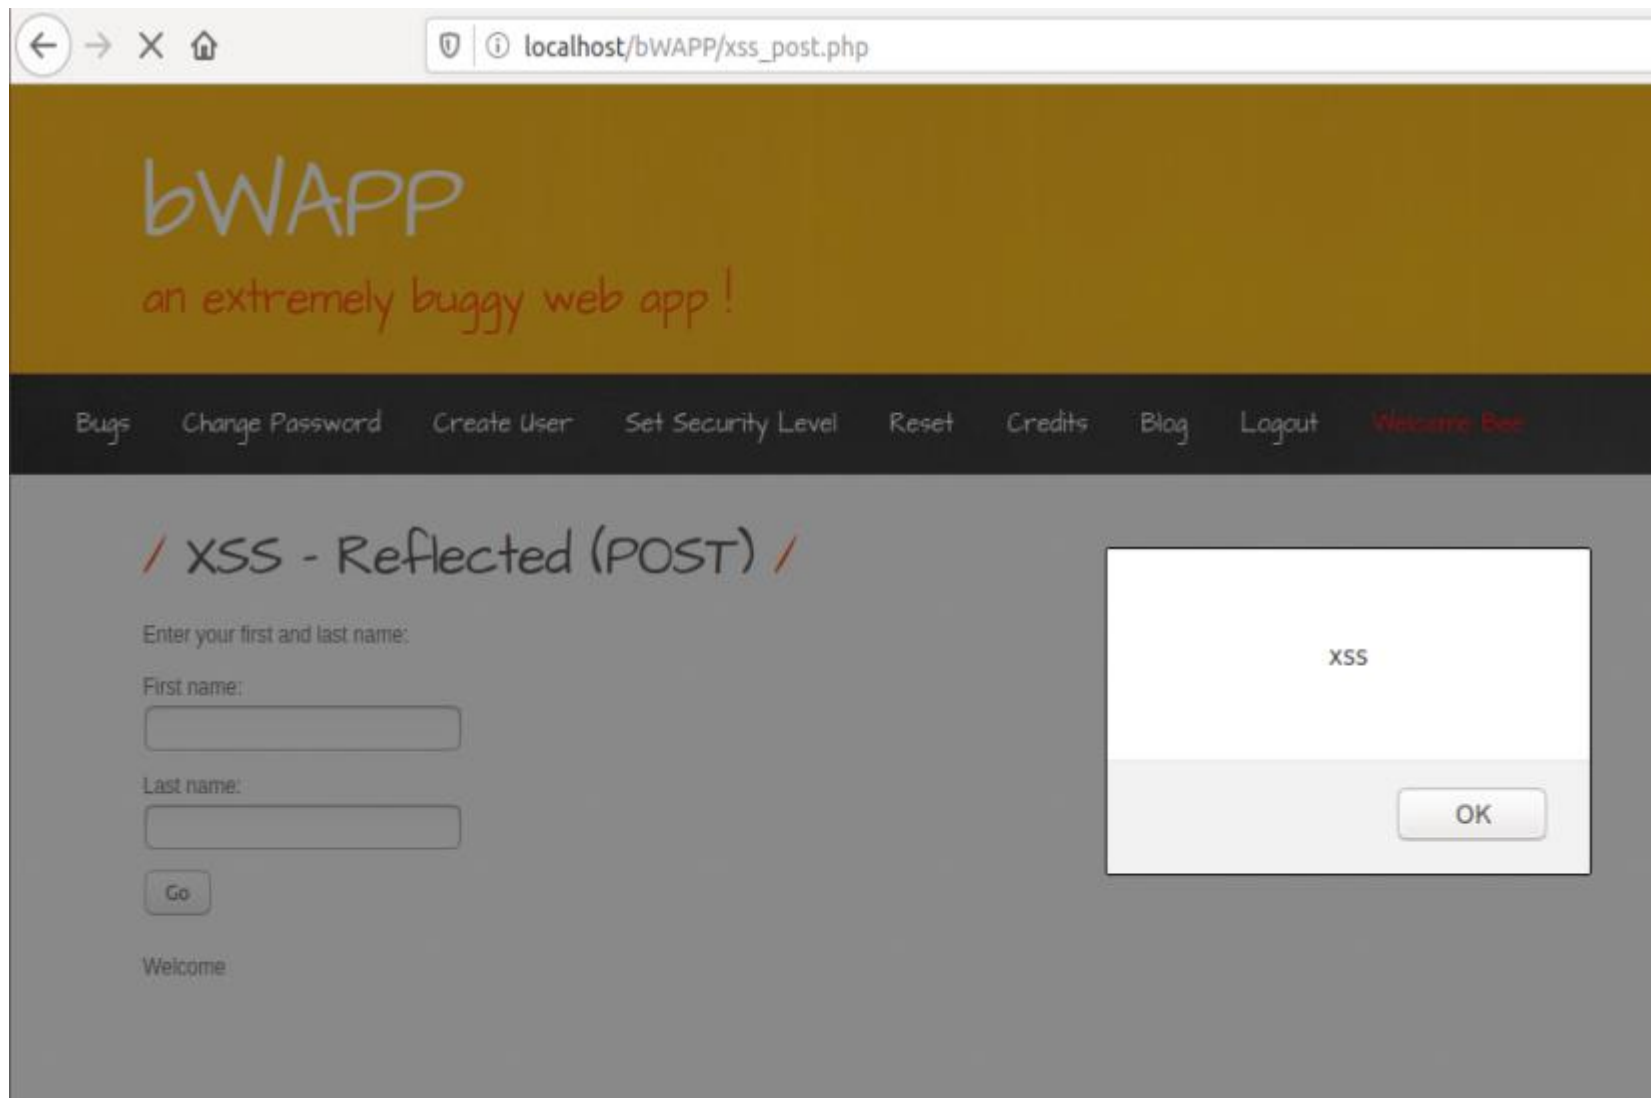 localhost/bWAPP/xss_post.php
bWAPP
an extremely buggy web app !
Bugs Change Password Create User Set Security Level Reset Credits Blog Logout Welcome Bee
/ XSS - Reflected (POST) /
Enter your first and last name:
First name:
Last name:
Go
Welcome
xss
OK